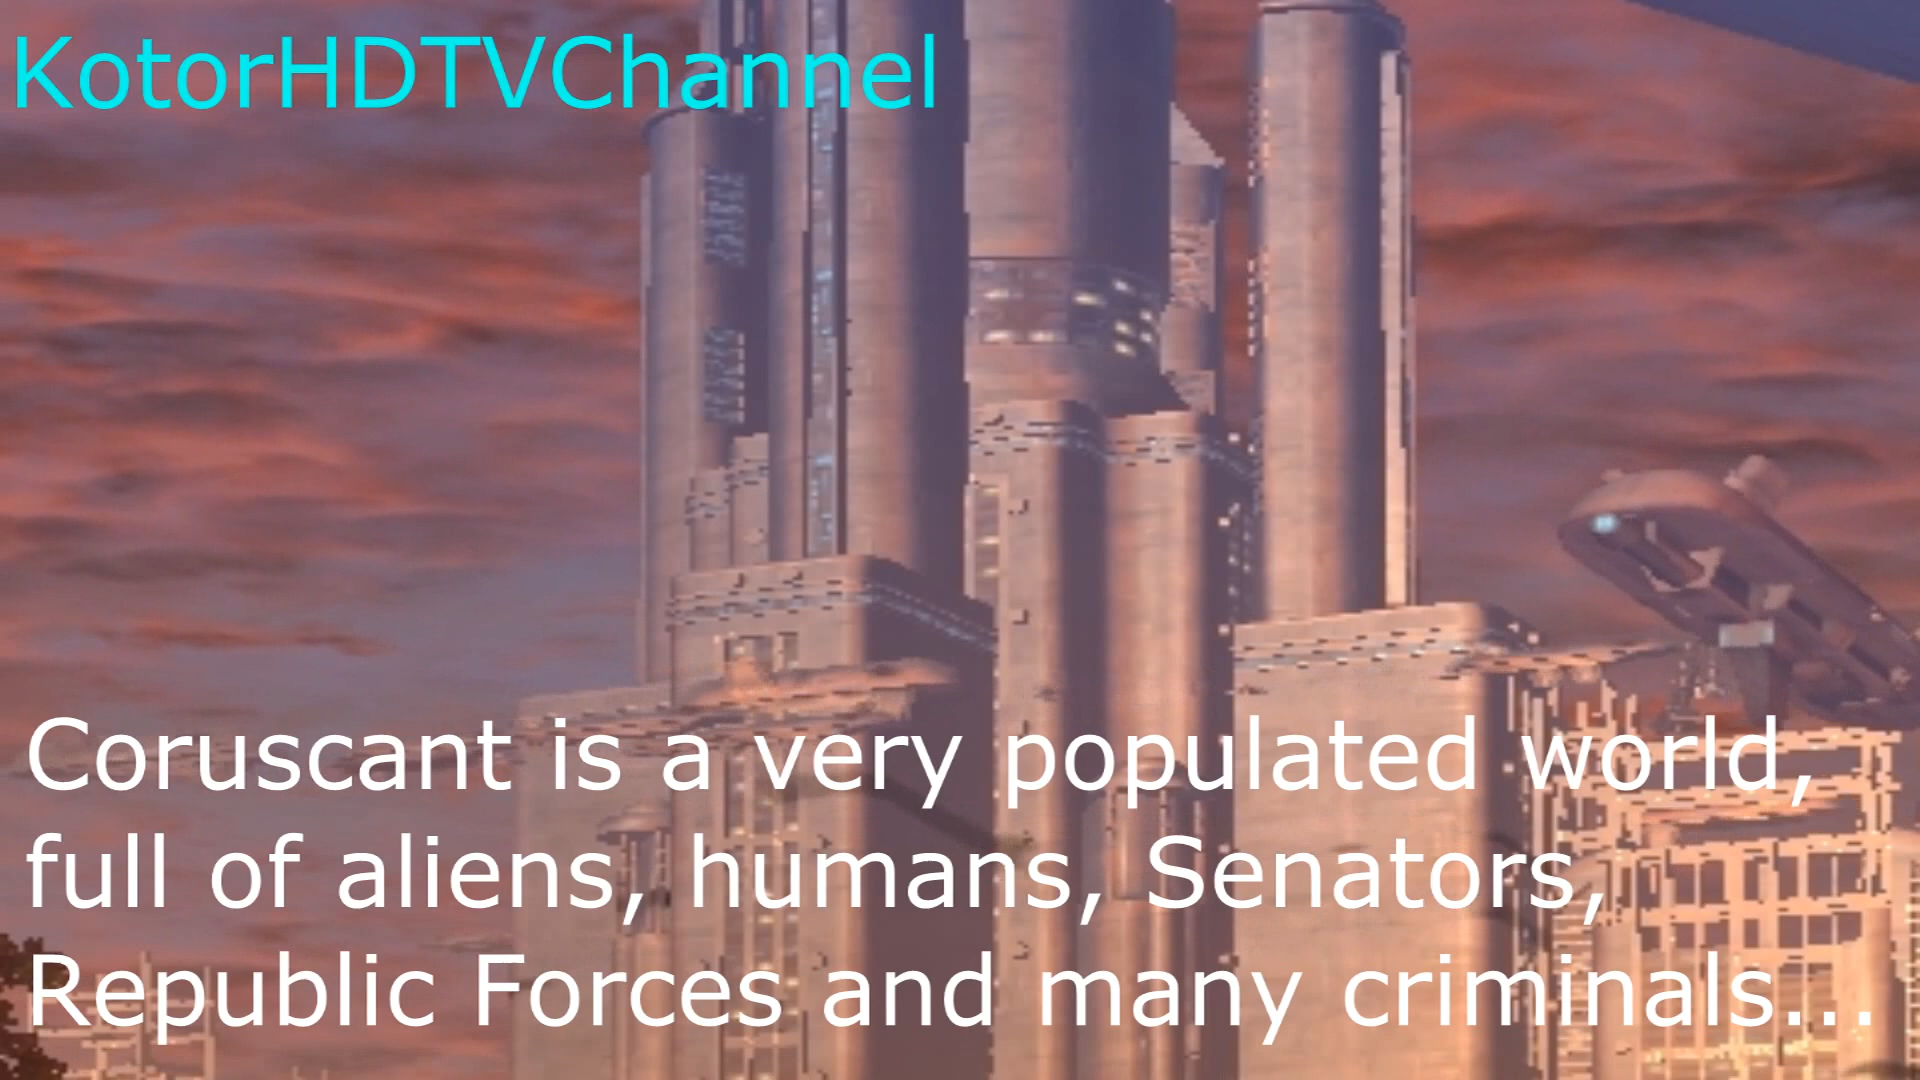 KotorHDTVChannel
Coruscant is a very populated world,
full of aliens, humans, Senators,
Republic Forces and many criminals...